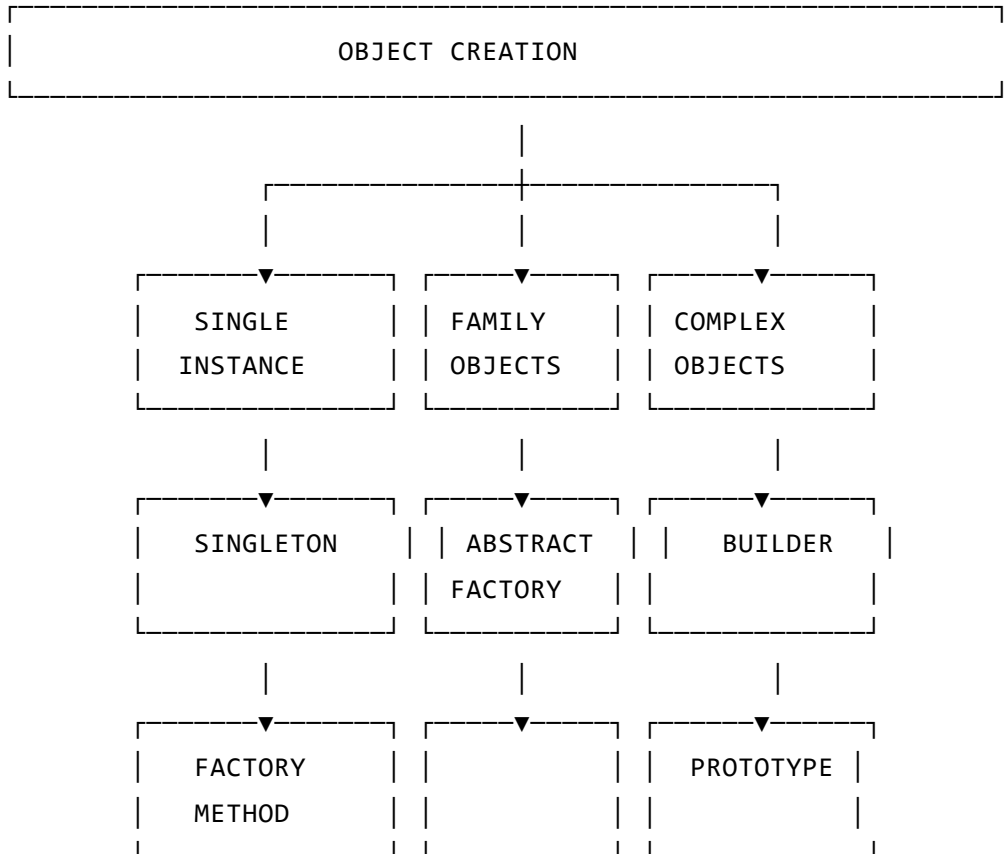 OBJECT CREATION
SINGLE INSTANCE
FAMILY OBJECTS
COMPLEX OBJECTS
SINGLETON
ABSTRACT FACTORY
BUILDER
FACTORY METHOD
PROTOTYPE